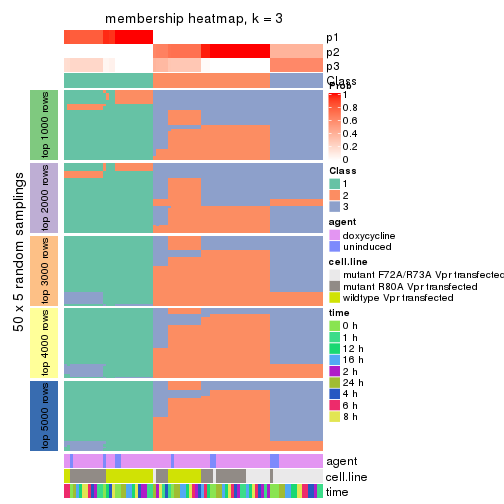 membership heatmap, k = 3
p1
p2
p3
Class
50 x 5 random samplings
top 1000 rows
top 2000 rows
top 3000 rows
top 4000 rows
top 5000 rows
agent
cell.line
time
Prob
1
0.8
0.6
0.4
0.2
0
Class
1
2
3
agent
doxycycline
uninduced
cell.line
mutant F72A/R73A Vpr transfected
mutant R80A Vpr transfected
wildtype Vpr transfected
time
0 h
1 h
12 h
16 h
2 h
24 h
4 h
6 h
8 h